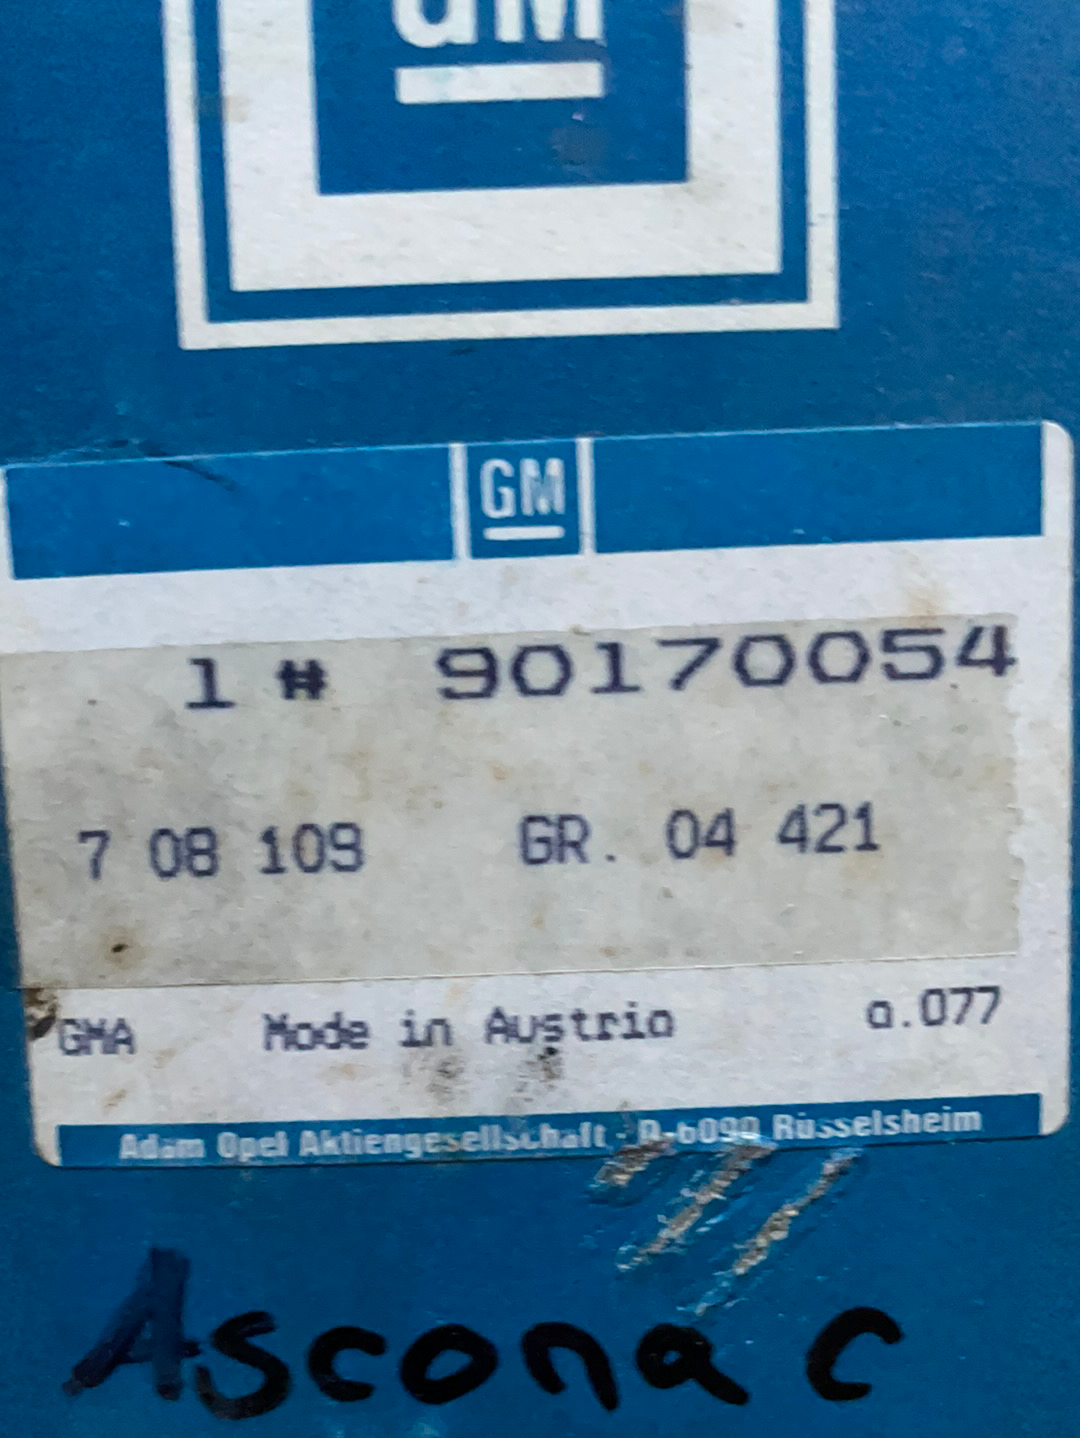 GM
GM
1 # 90170054
7 08 109 GR. 04 421
GMA Made in Austria a.077
Adam Opel Aktiengesellschaft · D-6090 Rüsselsheim
Ascona C